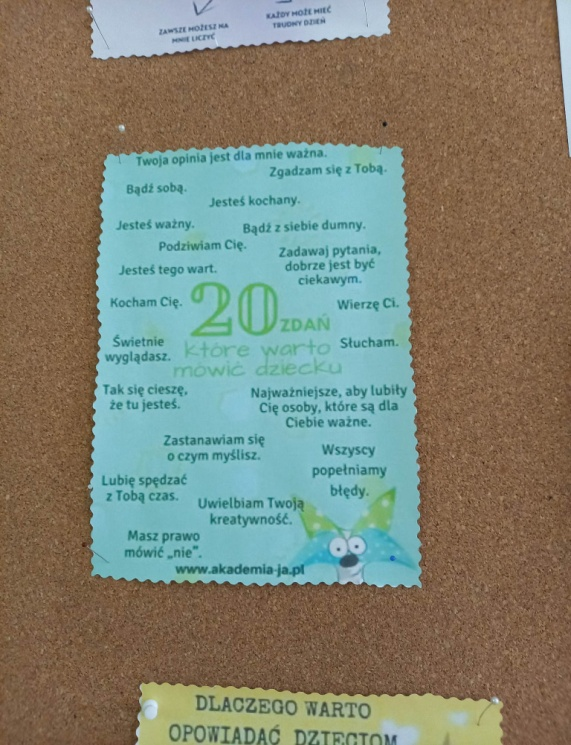 ZAWSZE MOŻESZ NA
MNIE LICZYĆ
KAŻDY MOŻE MIEĆ
TRUDNY DZIEŃ
Twoja opinia jest dla mnie ważna.
Zgadzam się z Tobą.
Bądź sobą.
Jesteś kochany.
Jesteś ważny.
Bądź z siebie dumny.
Podziwiam Cię.
Zadawaj pytania,
dobrze jest być
ciekawym.
Jesteś tego wart.
Kocham Cię.
Wierzę Ci.
20 ZDAŃ
które warto
mówić dziecku
Świetnie
wyglądasz.
Słucham.
Tak się cieszę,
że tu jesteś.
Najważniejsze, aby lubiły
Cię osoby, które są dla
Ciebie ważne.
Zastanawiam się
o czym myślisz.
Wszyscy
popełniamy
błędy.
Lubię spędzać
z Tobą czas.
Uwielbiam Twoją
kreatywność.
Masz prawo
mówić „nie”.
www.akademia-ja.pl
DLACZEGO WARTO
OPOWIADAĆ DZIECIOM